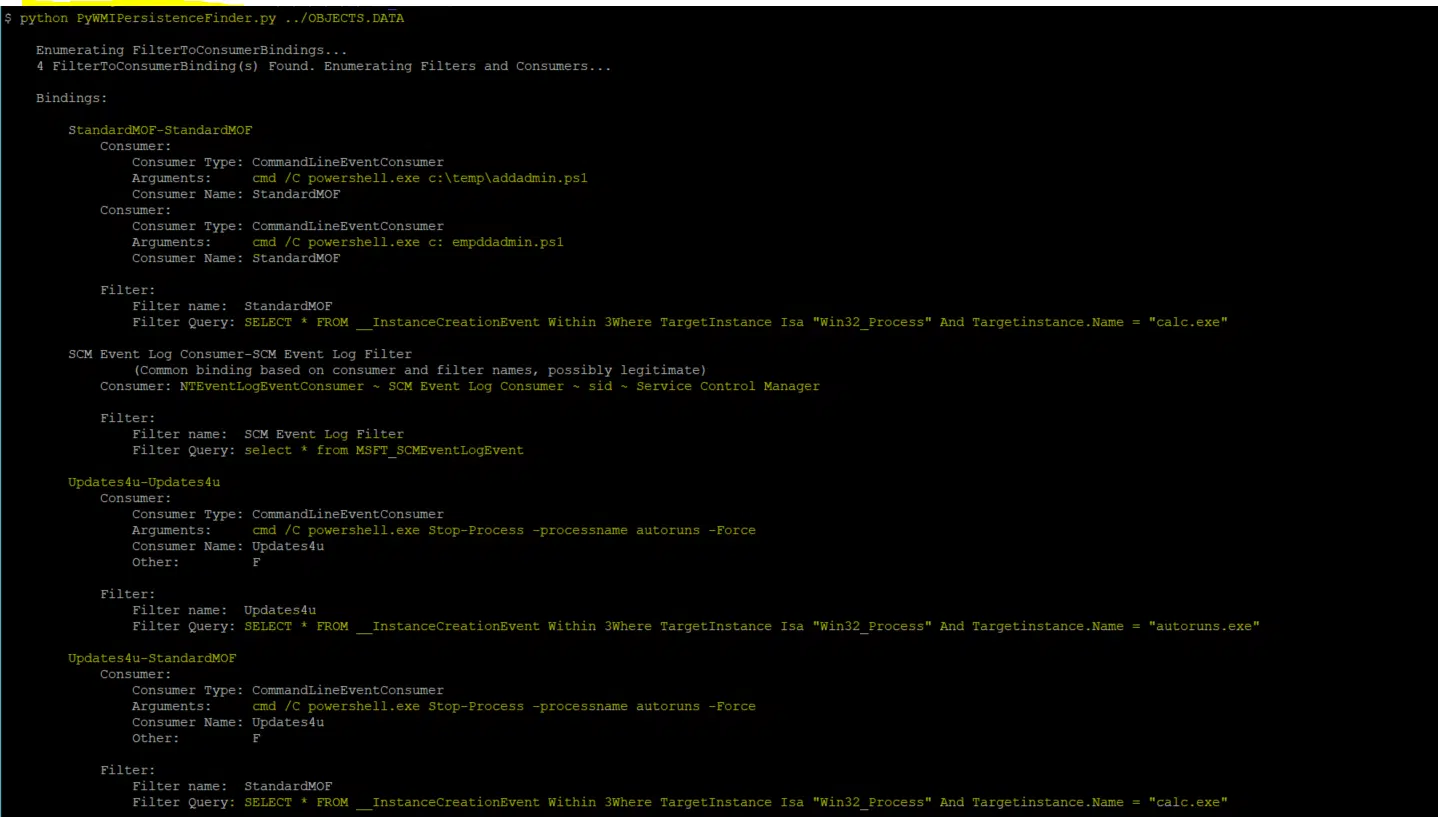 $ python PyWMIPersistenceFinder.py ../OBJECTS.DATA
Enumerating FilterToConsumerBindings...
4 FilterToConsumerBinding(s) Found. Enumerating Filters and Consumers...
Bindings:
StandardMOF-StandardMOF
Consumer:
Consumer Type: CommandLineEventConsumer
Arguments: cmd /C powershell.exe c:\temp\addadmin.ps1
Consumer Name: StandardMOF
Consumer:
Consumer Type: CommandLineEventConsumer
Arguments: cmd /C powershell.exe c: empddadmin.ps1
Consumer Name: StandardMOF
Filter:
Filter name: StandardMOF
Filter Query: SELECT * FROM __InstanceCreationEvent Within 3Where TargetInstance Isa "Win32_Process" And Targetinstance.Name = "calc.exe"
SCM Event Log Consumer-SCM Event Log Filter
(Common binding based on consumer and filter names, possibly legitimate)
Consumer: NTEventLogEventConsumer ~ SCM Event Log Consumer ~ sid ~ Service Control Manager
Filter:
Filter name: SCM Event Log Filter
Filter Query: select * from MSFT_SCMEventLogEvent
Updates4u-Updates4u
Consumer:
Consumer Type: CommandLineEventConsumer
Arguments: cmd /C powershell.exe Stop-Process -processname autoruns -Force
Consumer Name: Updates4u
Other: F
Filter:
Filter name: Updates4u
Filter Query: SELECT * FROM __InstanceCreationEvent Within 3Where TargetInstance Isa "Win32_Process" And Targetinstance.Name = "autoruns.exe"
Updates4u-StandardMOF
Consumer:
Consumer Type: CommandLineEventConsumer
Arguments: cmd /C powershell.exe Stop-Process -processname autoruns -Force
Consumer Name: Updates4u
Other: F
Filter:
Filter name: StandardMOF
Filter Query: SELECT * FROM __InstanceCreationEvent Within 3Where TargetInstance Isa "Win32_Process" And Targetinstance.Name = "calc.exe"